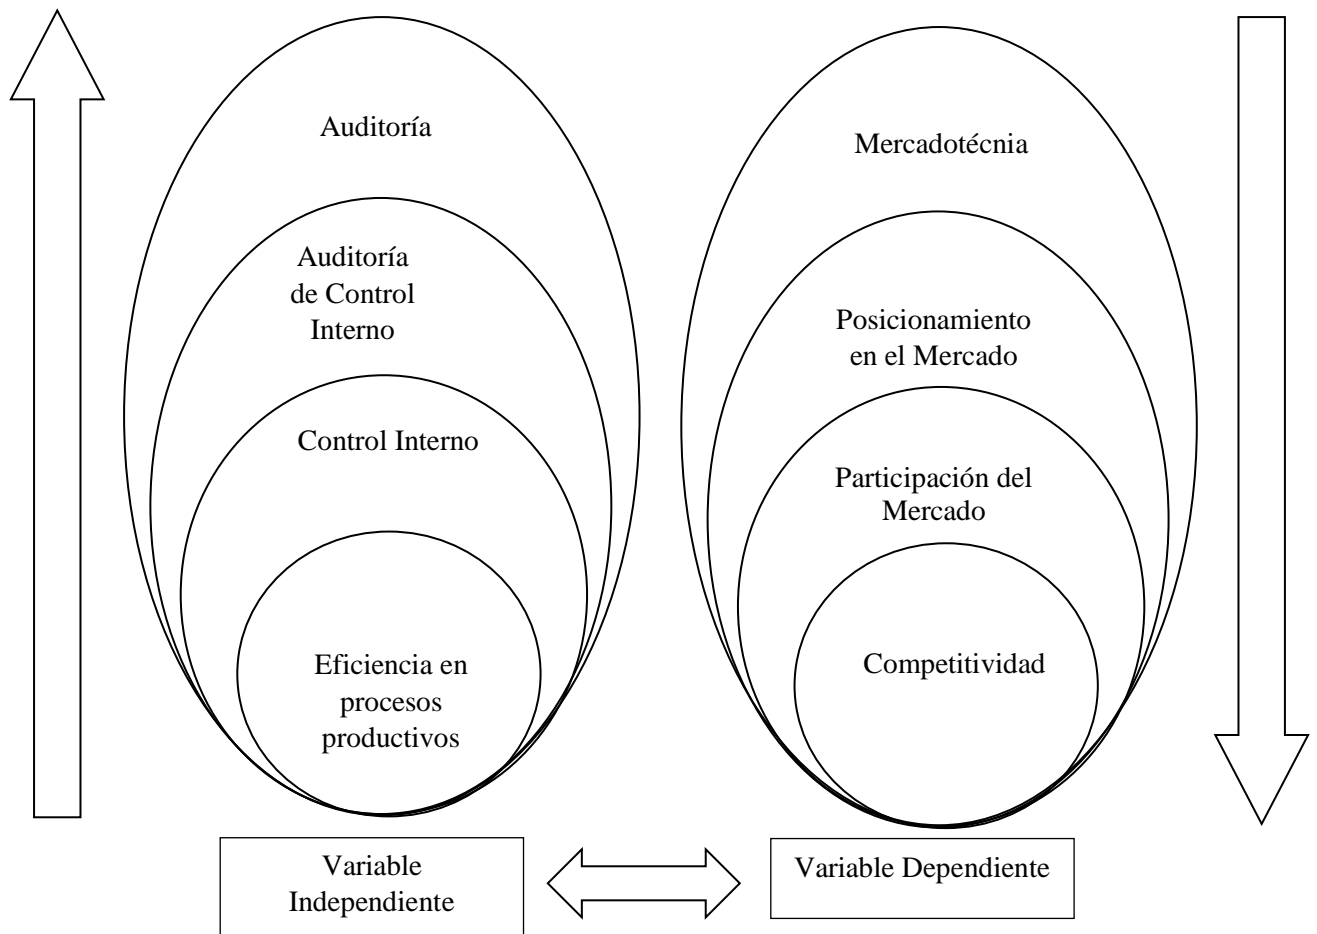 Auditoría
Auditoría
de Control
Interno
Control Interno
Eficiencia en
procesos
productivos
Mercadotécnia
Posicionamiento
en el Mercado
Participación del
Mercado
Competitividad
Variable
Independiente
Variable Dependiente